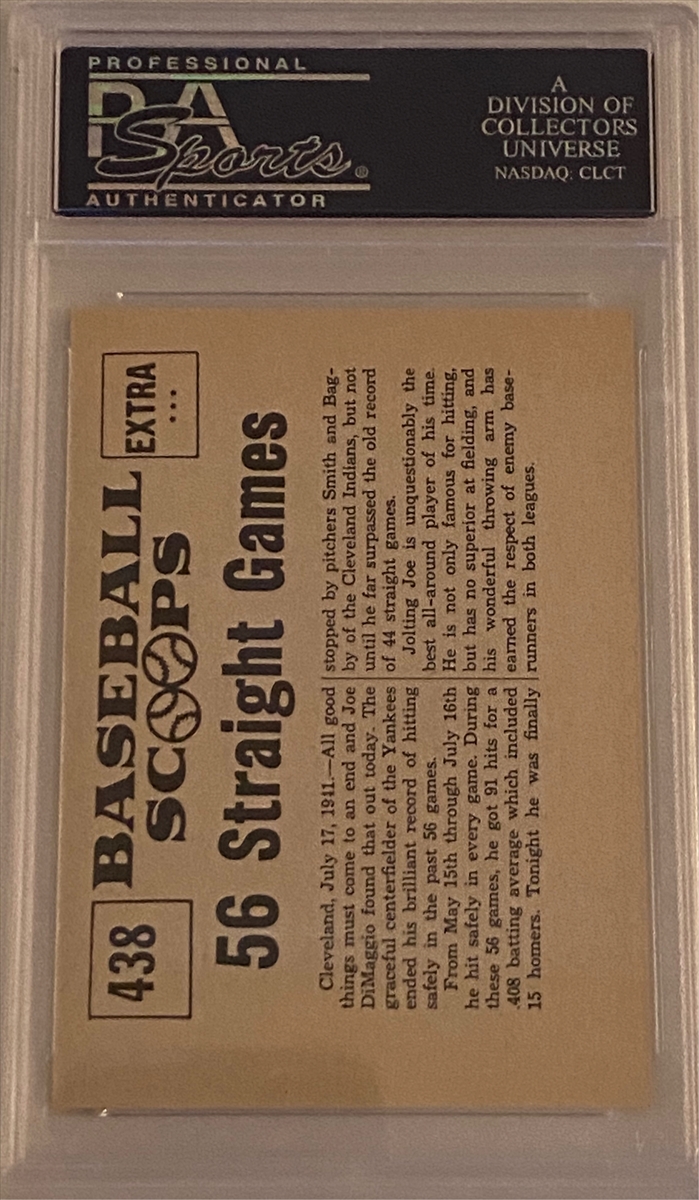 PROFESSIONAL
PSA
Sports®
AUTHENTICATOR
A
DIVISION OF
COLLECTORS
UNIVERSE
NASDAQ: CLCT
438
BASEBALL
SCOOPS
EXTRA
...
56 Straight Games
Cleveland, July 17, 1941.—All good
things must come to an end and Joe
DiMaggio found that out today. The
graceful centerfielder of the Yankees
ended his brilliant record of hitting
safely in the past 56 games.
From May 15th through July 16th
he hit safely in every game. During
these 56 games, he got 91 hits for a
.408 batting average which included
15 homers. Tonight he was finally
stopped by pitchers Smith and Bag-
by of the Cleveland Indians, but not
until he far surpassed the old record
of 44 straight games.
Jolting Joe is unquestionably the
best all-around player of his time.
He is not only famous for hitting,
but has no superior at fielding, and
his wonderful throwing arm has
earned the respect of enemy base-
runners in both leagues.